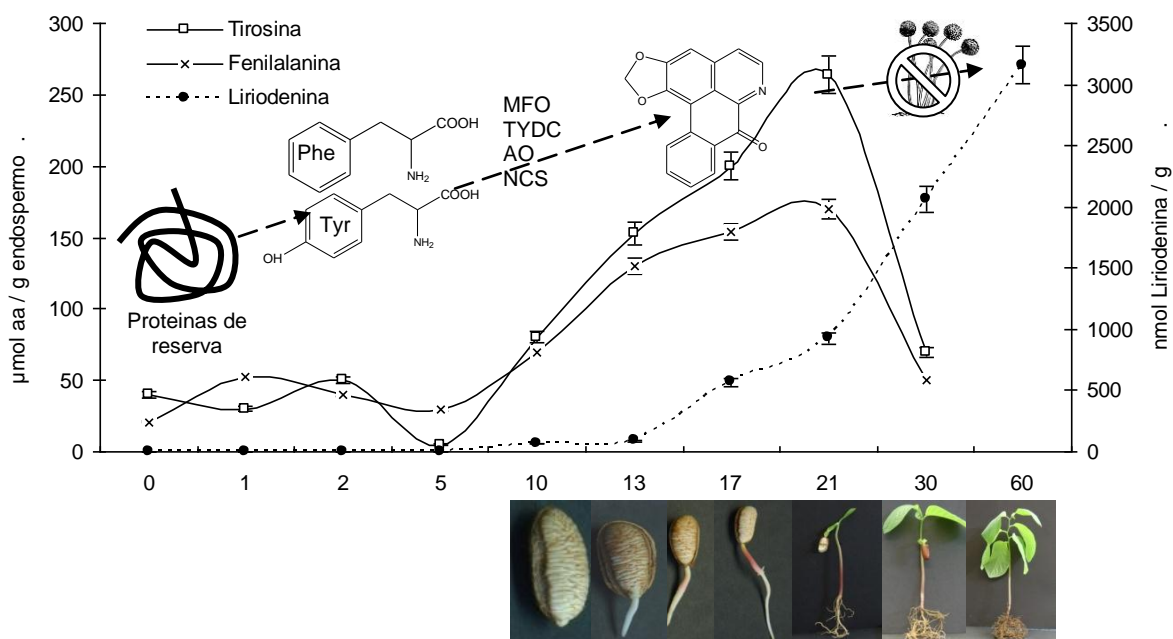 300
250
200
150
100
50
0
µmol aa / g endospermo
Tirosina
Fenilalanina
Liriodenina
Phe
COOH
NH₂
Tyr
COOH
NH₂
OH
Proteinas de
reserva
MFO
TYDC
AO
NCS
O
O
N
O
3500
3000
2500
2000
1500
1000
500
0
nmol Liriodenina / g
0 1 2 5 10 13 17 21 30 60